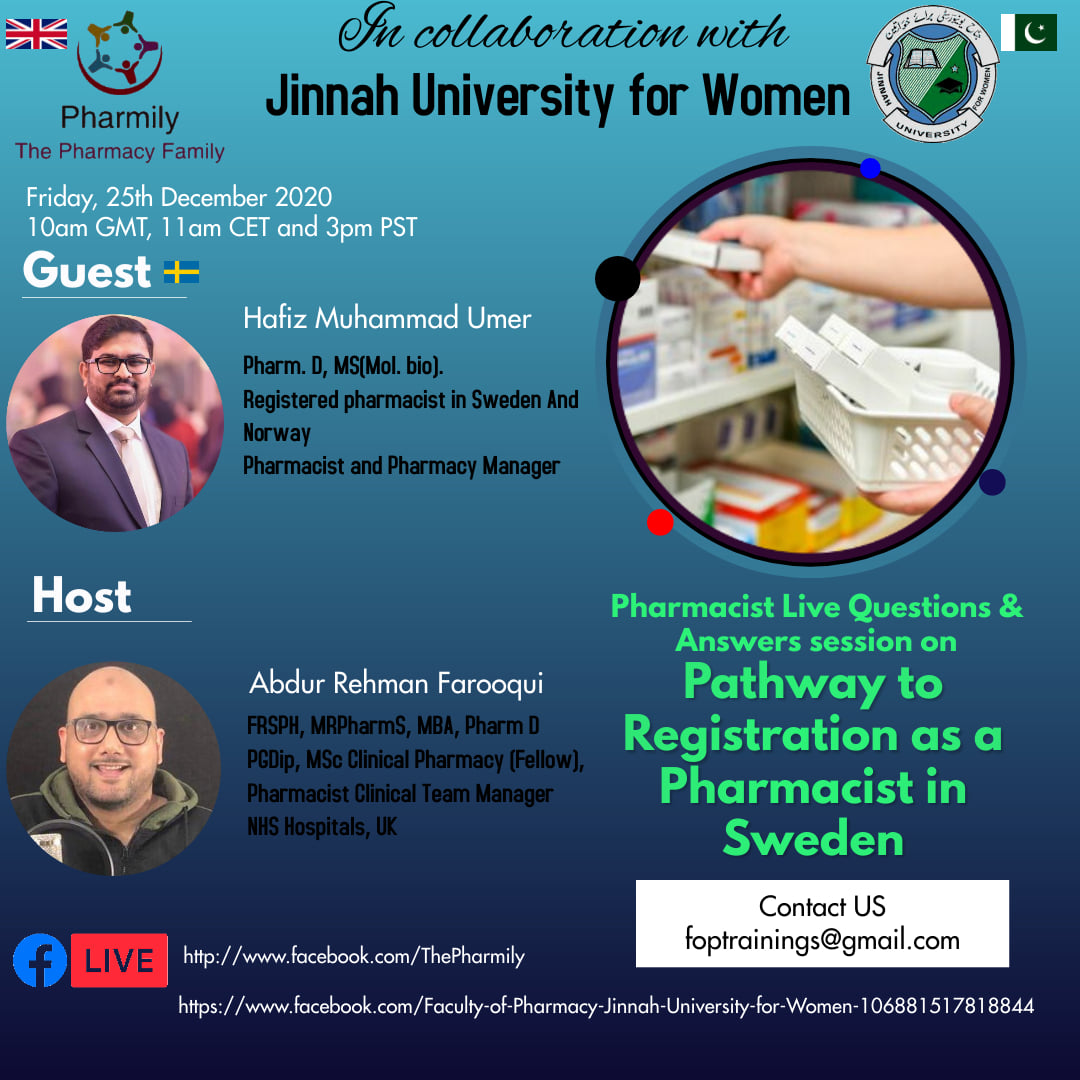 In collaboration with
Jinnah University for Women
Pharmily
The Pharmacy Family
JINNAH UNIVERSITY FOR WOMEN
Friday, 25th December 2020
10am GMT, 11am CET and 3pm PST
Guest
Hafiz Muhammad Umer
Pharm. D, MS(Mol. bio).
Registered pharmacist in Sweden And
Norway
Pharmacist and Pharmacy Manager
Host
Abdur Rehman Farooqui
FRSPH, MRPharmS, MBA, Pharm D
PGDip, MSc Clinical Pharmacy (Fellow),
Pharmacist Clinical Team Manager
NHS Hospitals, UK
Pharmacist Live Questions &
Answers session on
Pathway to
Registration as a
Pharmacist in
Sweden
Contact US
foptrainings@gmail.com
LIVE
http://www.facebook.com/ThePharmily
https://www.facebook.com/Faculty-of-Pharmacy-Jinnah-University-for-Women-106881517818844